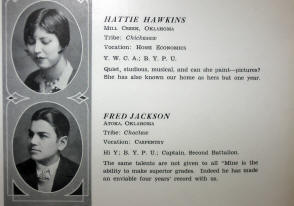 HATTIE HAWKINS
MILL CREEK, OKLAHOMA
Tribe: Chickasaw
Vocation: HOME ECONOMICS
Y. W. C. A.; B. Y. P. U.
Quiet, studious, musical, and can she paint—pictures?
She has also known our home as hers but one year.
FRED JACKSON
ATOKA, OKLAHOMA
Tribe: Choctaw
Vocation: CARPENTRY
Hi Y; B. Y. P. U.; Captain, Second Battalion.
The same talents are not given to all "Mine is the
ability to make superior grades. Indeed he has made
an enviable four years' record with us.